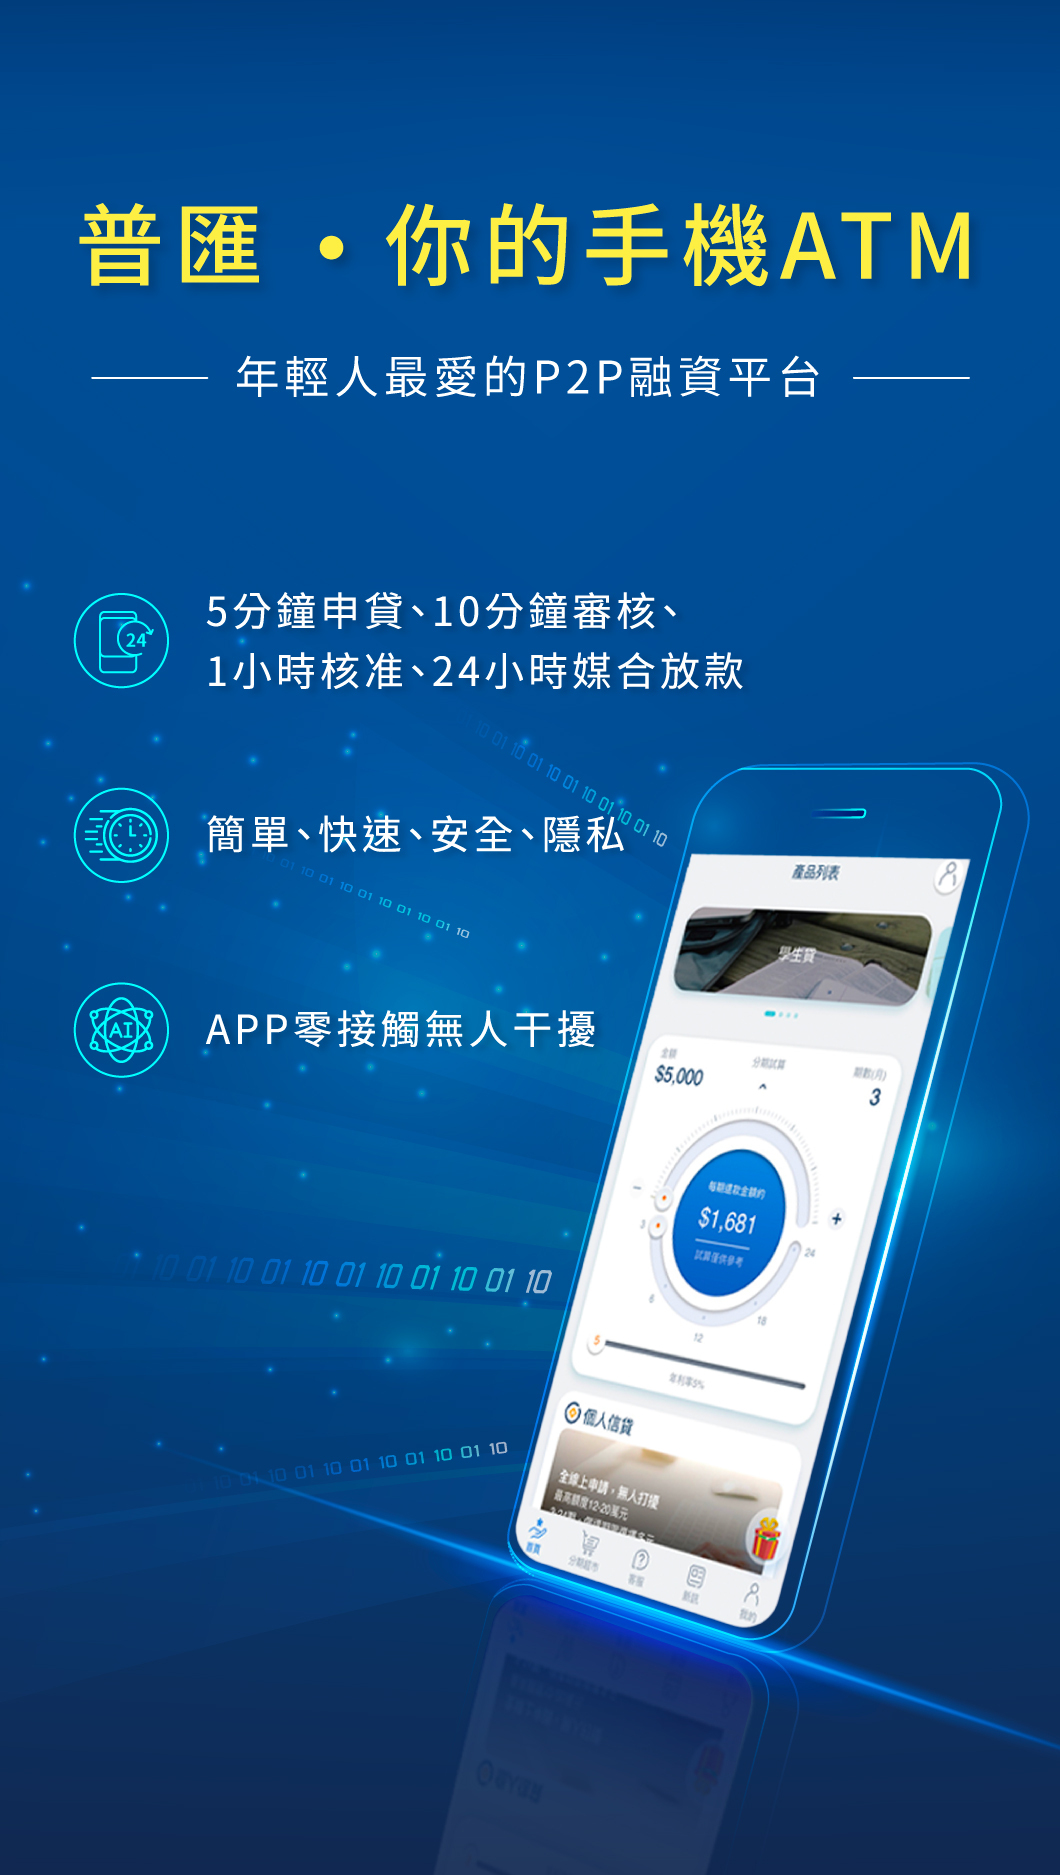 普匯・你的手機ATM
年輕人最愛的P2P融資平台
24
5分鐘申貸、10分鐘審核、
1小時核准、24小時媒合放款
10 01 10 01 10 01 10 01 10 01 10
簡單、快速、安全、隱私
01 10 01 10 01 10 01 10 01 10
AI
APP零接觸無人干擾
產品列表
學生貸
金額
分期試算
期數(月)
$5,000
3
每期還款金額約
$1,681
試算僅供參考
3
24
6
18
12
5
年利率5%
10 01 10 01 10 01 10 01 10 01 10
個人信貸
全線上申請，無人打擾
最高額度12-20萬元
10 01 10 01 10 01 10 01 10 01 10
首頁
分期超市
客服
新訊
我的